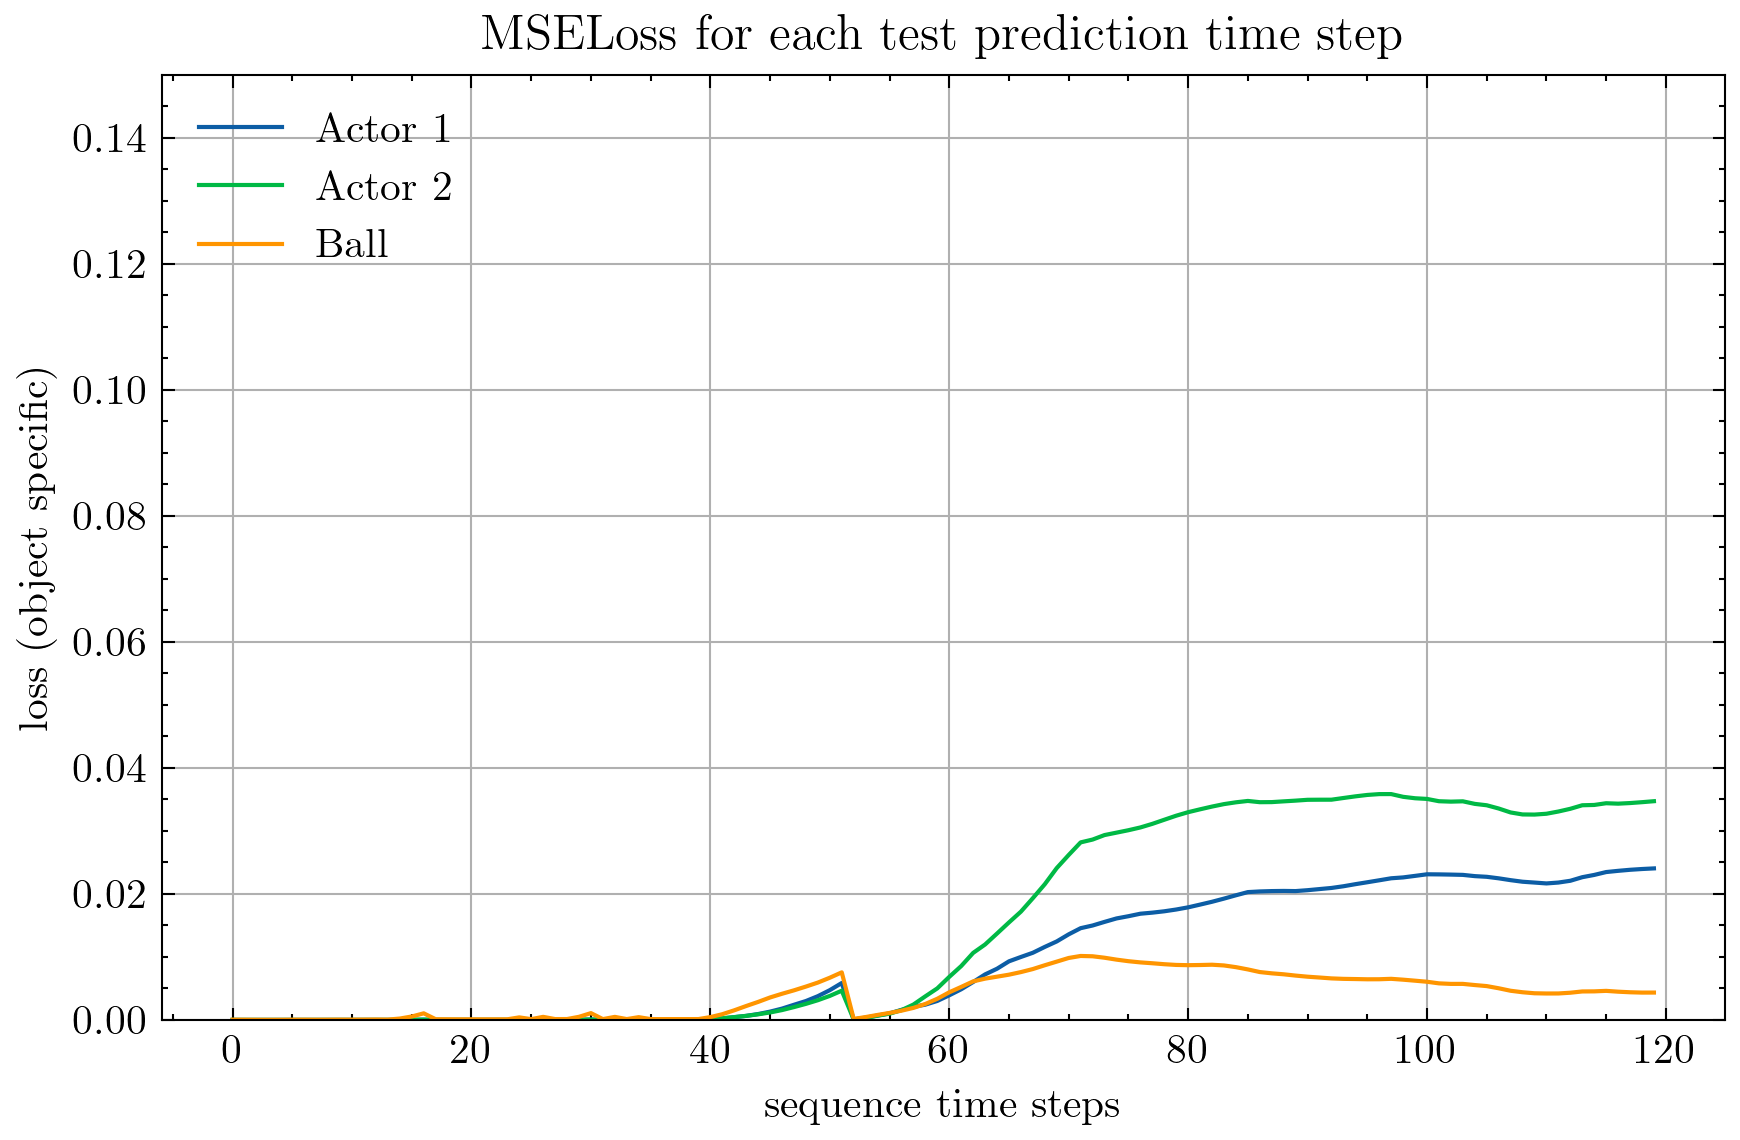 MSELoss for each test prediction time step
Actor 1
Actor 2
Ball
0.14
0.12
0.10
0.08
0.06
0.04
0.02
0.00
loss (object specific)
0 20 40 60 80 100 120
sequence time steps